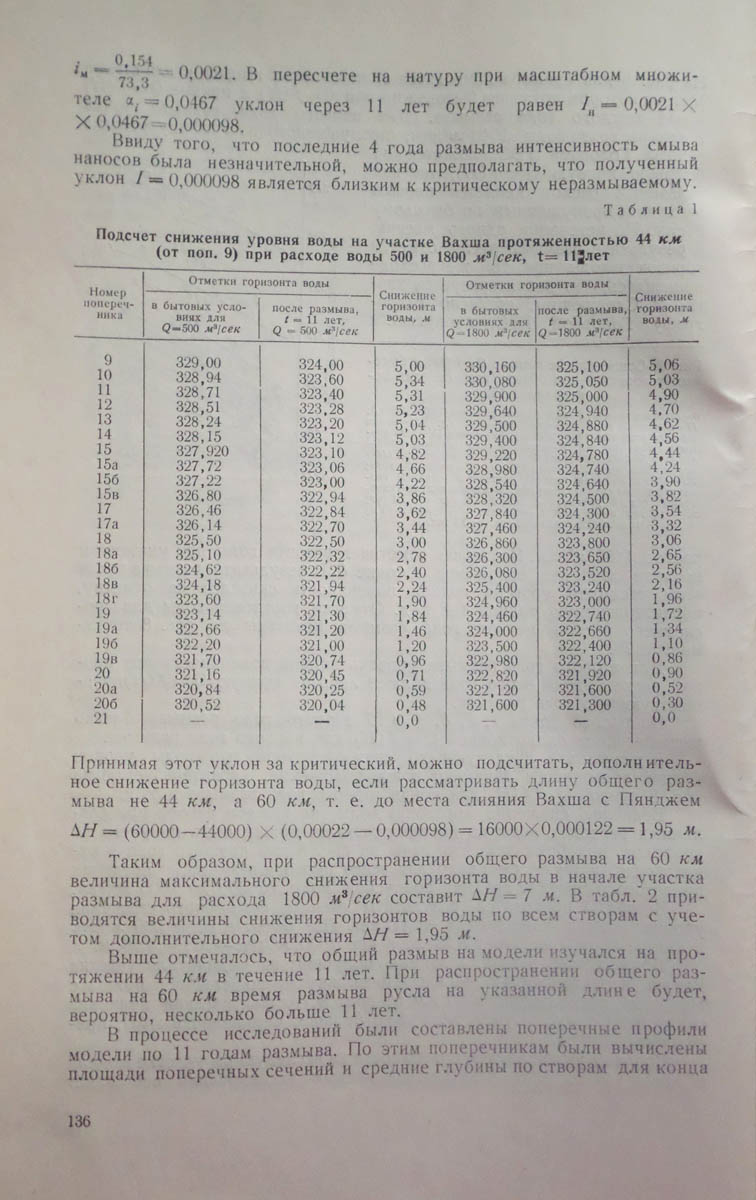 i_м = 0,154/73,3 = 0,0021. В пересчете на натуру при масштабном множи-
теле α_i = 0,0467 уклон через 11 лет будет равен I_н = 0,0021 ×
× 0,0467 = 0,000098.
Ввиду того, что последние 4 года размыва интенсивность смыва
наносов была незначительной, можно предполагать, что полученный
уклон I = 0,000098 является близким к критическому неразмываемому.
Таблица 1
Подсчет снижения уровня воды на участке Вахша протяженностью 44 км
(от поп. 9) при расходе воды 500 и 1800 м³/сек, t = 11 лет
Номер попереч-ника | Отметки горизонта воды | Снижение горизонта воды, м | Отметки горизонта воды | Снижение горизонта воды, м
в бытовых усло-виях для Q=500 м³/сек | после размыва, t = 11 лет, Q = 500 м³/сек | в бытовых условиях для Q=1800 м³/сек | после размыва, t = 11 лет, Q=1800 м³/сек
9 329,00 324,00 5,00 330,160 325,100 5,06
10 328,94 323,60 5,34 330,080 325,050 5,03
11 328,71 323,40 5,31 329,900 325,000 4,90
12 328,51 323,28 5,23 329,640 324,940 4,70
13 328,24 323,20 5,04 329,500 324,880 4,62
14 328,15 323,12 5,03 329,400 324,840 4,56
15 327,920 323,10 4,82 329,220 324,780 4,44
15а 327,72 323,06 4,66 328,980 324,740 4,24
15б 327,22 323,00 4,22 328,540 324,640 3,90
15в 326,80 322,94 3,86 328,320 324,500 3,82
17 326,46 322,84 3,62 327,840 324,300 3,54
17а 326,14 322,70 3,44 327,460 324,240 3,32
18 325,50 322,50 3,00 326,860 323,800 3,06
18а 325,10 322,32 2,78 326,300 323,650 2,65
18б 324,62 322,22 2,40 326,080 323,520 2,56
18в 324,18 321,94 2,24 325,400 323,240 2,16
18г 323,60 321,70 1,90 324,960 323,000 1,96
19 323,14 321,30 1,84 324,460 322,740 1,72
19а 322,66 321,20 1,46 324,000 322,660 1,34
19б 322,20 321,00 1,20 323,500 322,400 1,10
19в 321,70 320,74 0,96 322,980 322,120 0,86
20 321,16 320,45 0,71 322,820 321,920 0,90
20а 320,84 320,25 0,59 322,120 321,600 0,52
20б 320,52 320,04 0,48 321,600 321,300 0,30
21 — — 0,0 — — 0,0
Принимая этот уклон за критический, можно подсчитать, дополнитель-
ное снижение горизонта воды, если рассматривать длину общего раз-
мыва не 44 км, а 60 км, т. е. до места слияния Вахша с Пянджем
ΔH = (60000—44000) × (0,00022 — 0,000098) = 16000×0,000122 = 1,95 м.
Таким образом, при распространении общего размыва на 60 км
величина максимального снижения горизонта воды в начале участка
размыва для расхода 1800 м³/сек составит ΔH = 7 м. В табл. 2 при-
водятся величины снижения горизонтов воды по всем створам с уче-
том дополнительного снижения ΔH = 1,95 м.
Выше отмечалось, что общий размыв на модели изучался на про-
тяжении 44 км в течение 11 лет. При распространении общего раз-
мыва на 60 км время размыва русла на указанной длине будет,
вероятно, несколько больше 11 лет.
В процессе исследований были составлены поперечные профили
модели по 11 годам размыва. По этим поперечникам были вычислены
площади поперечных сечений и средние глубины по створам для конца
136